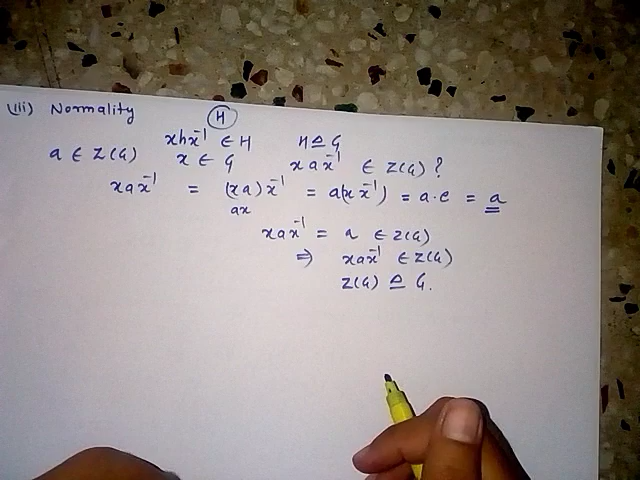 (iii) Normality H
xhx⁻¹ ∈ H H ⊴ G
a ∈ Z(G) x ∈ G xax⁻¹ ∈ Z(G) ?
xax⁻¹ = (xa)x⁻¹ = a(xx⁻¹) = a.e = a
ax
xax⁻¹ = a ∈ Z(G)
⇒ xax⁻¹ ∈ Z(G)
Z(G) ⊴ G.